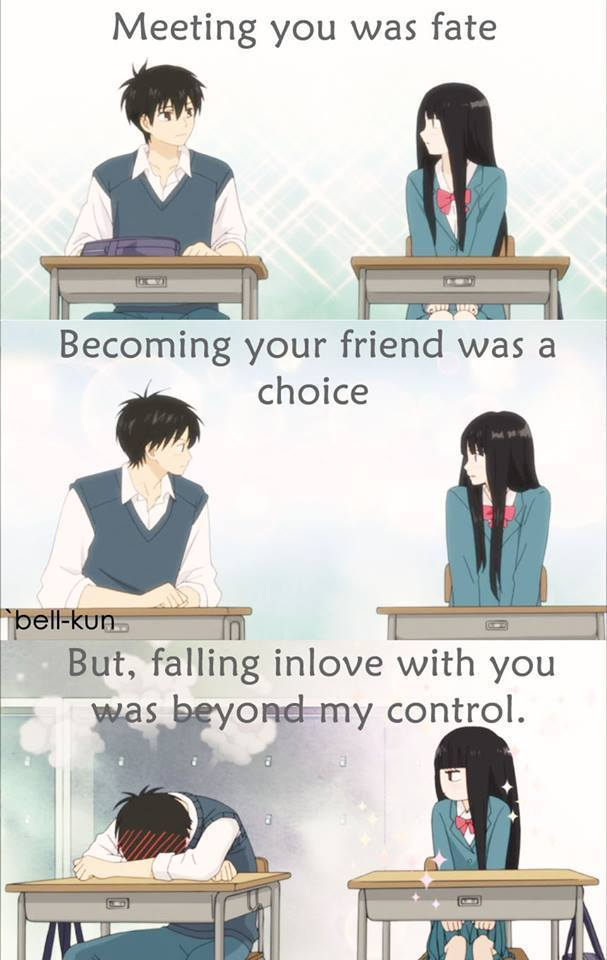 Meeting you was fate
Becoming your friend was a
choice
`bell-kun
But, falling inlove with you
was beyond my control.